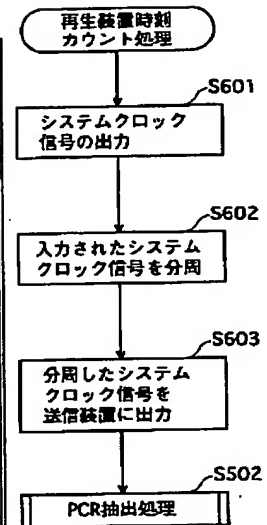 再生装置時刻
カウント処理
S601
システムクロック
信号の出力
S602
入力されたシステム
クロック信号を分周
S603
分周したシステム
クロック信号を
送信装置に出力
S502
PCR抽出処理